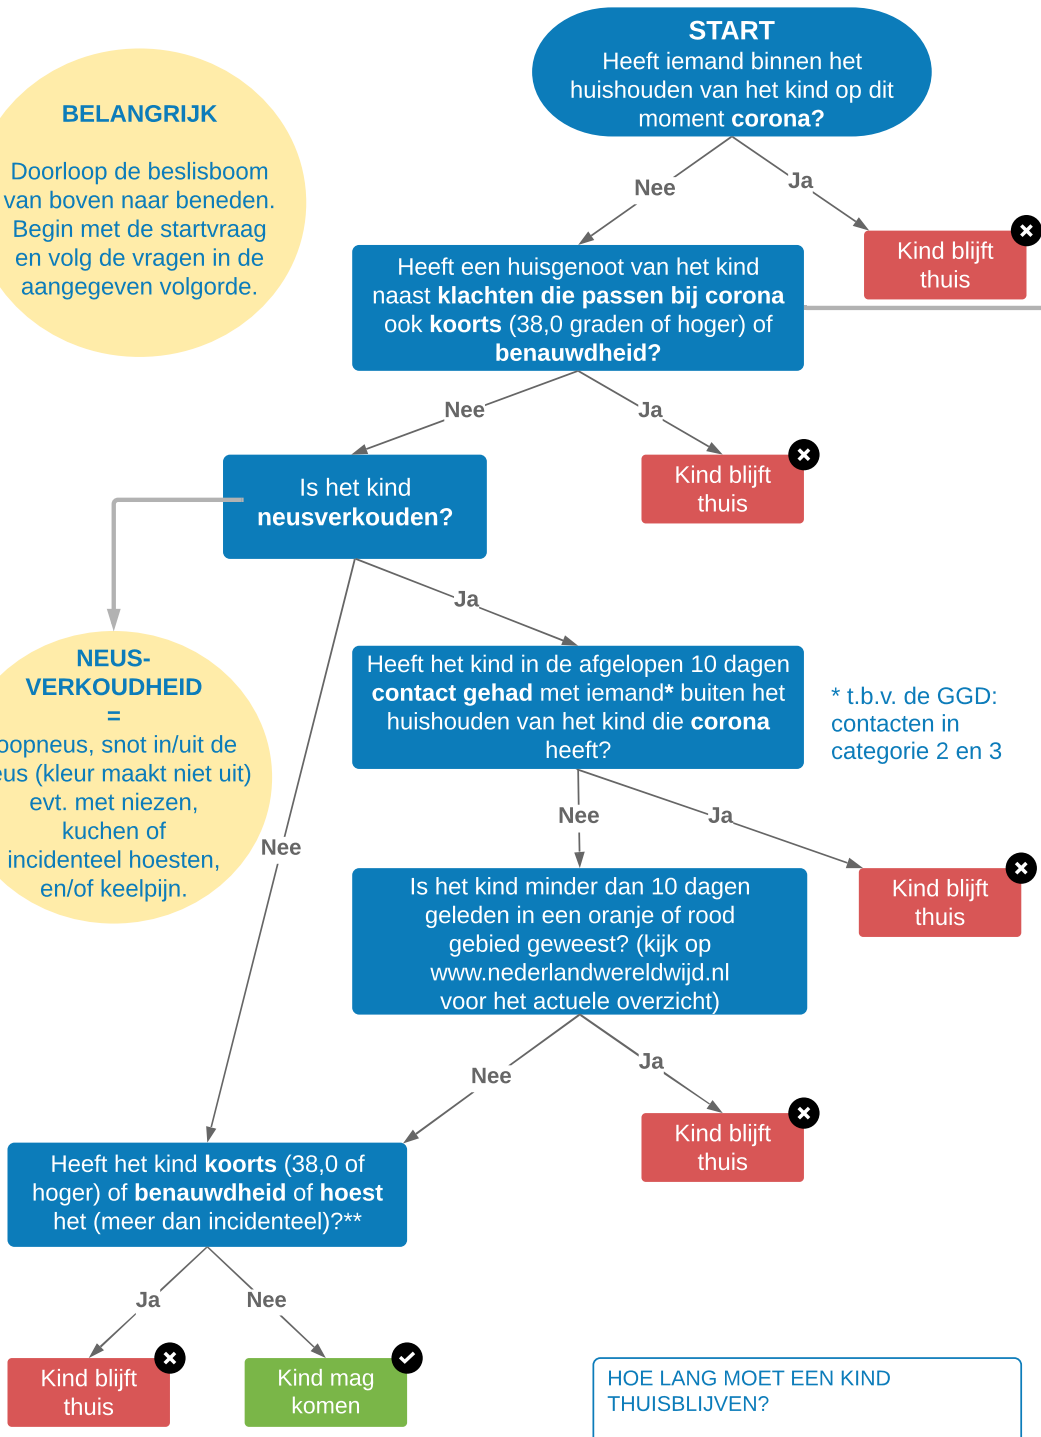 START
Heeft iemand binnen het
huishouden van het kind op dit
moment corona?
BELANGRIJK
Doorloop de beslisboom
van boven naar beneden.
Begin met de startvraag
en volg de vragen in de
aangegeven volgorde.
Nee
Ja
Kind blijft
thuis
Heeft een huisgenoot van het kind
naast klachten die passen bij corona
ook koorts (38,0 graden of hoger) of
benauwdheid?
Nee
Ja
Kind blijft
thuis
Is het kind
neusverkouden?
Ja
NEUS-
VERKOUDHEID
=
oopneus, snot in/uit de
eus (kleur maakt niet uit)
evt. met niezen,
kuchen of
incidenteel hoesten,
en/of keelpijn.
Heeft het kind in de afgelopen 10 dagen
contact gehad met iemand* buiten het
huishouden van het kind die corona
heeft?
* t.b.v. de GGD:
contacten in
categorie 2 en 3
Nee
Nee
Ja
Kind blijft
thuis
Is het kind minder dan 10 dagen
geleden in een oranje of rood
gebied geweest? (kijk op
www.nederlandwereldwijd.nl
voor het actuele overzicht)
Nee
Ja
Kind blijft
thuis
Heeft het kind koorts (38,0 of
hoger) of benauwdheid of hoest
het (meer dan incidenteel)?**
Ja
Nee
Kind blijft
thuis
Kind mag
komen
HOE LANG MOET EEN KIND
THUISBLIJVEN?